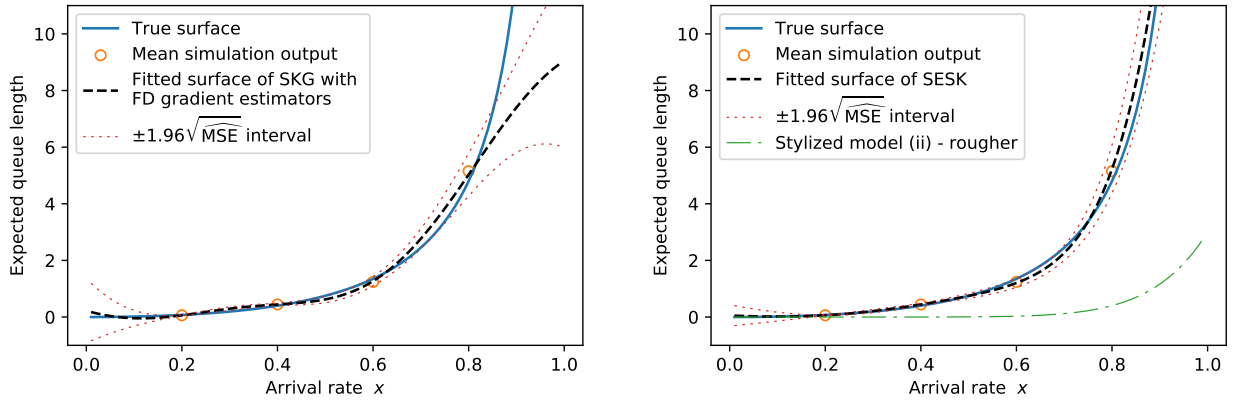 True surface
Mean simulation output
Fitted surface of SKG with
FD gradient estimators
±1.96√M̂SE interval
Expected queue length
10
8
6
4
2
0
0.0 0.2 0.4 0.6 0.8 1.0
Arrival rate x
True surface
Mean simulation output
Fitted surface of SESK
±1.96√M̂SE interval
Stylized model (ii) - rougher
Expected queue length
10
8
6
4
2
0
0.0 0.2 0.4 0.6 0.8 1.0
Arrival rate x